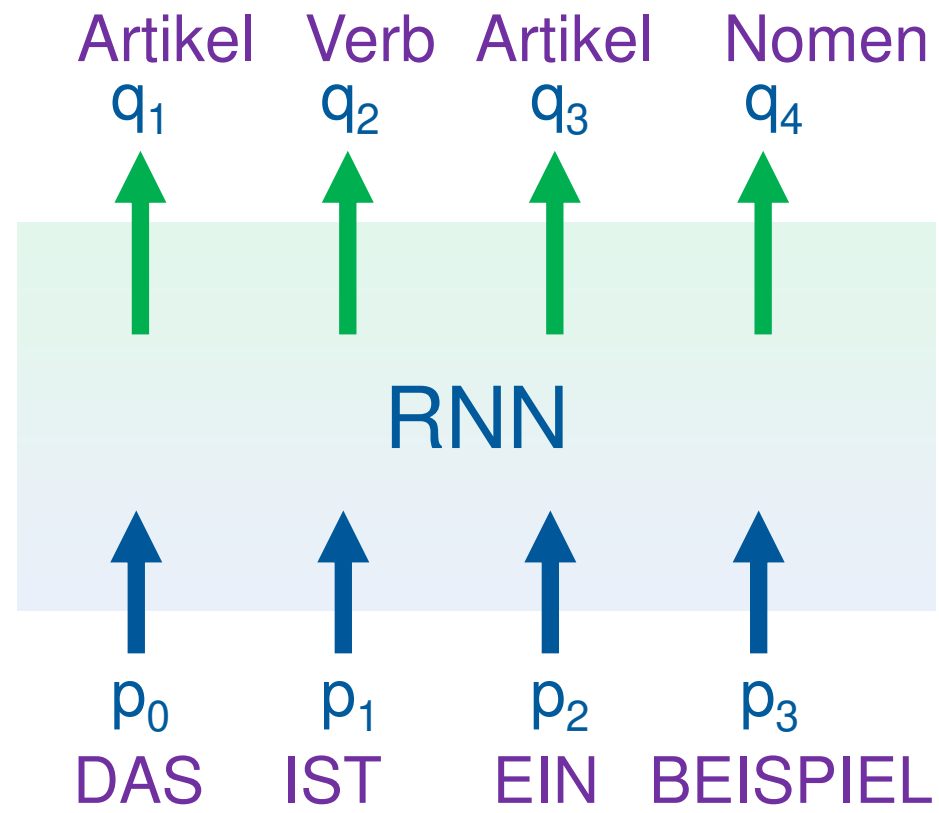 Artikel Verb Artikel Nomen
q₁ q₂ q₃ q₄
RNN
p₀ p₁ p₂ p₃
DAS IST EIN BEISPIEL